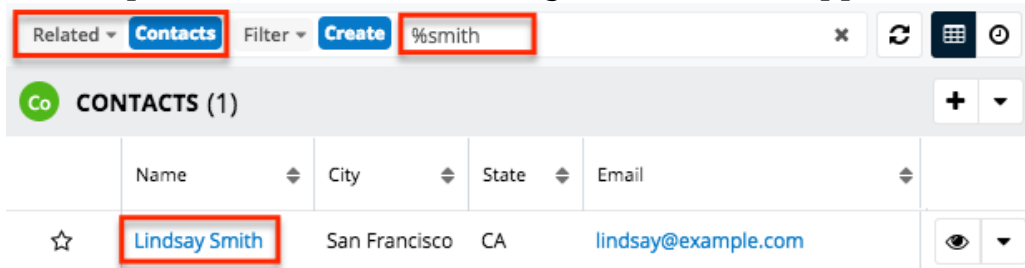 Related Contacts Filter Create %smith
Co CONTACTS (1)
Name City State Email
Lindsay Smith San Francisco CA lindsay@example.com